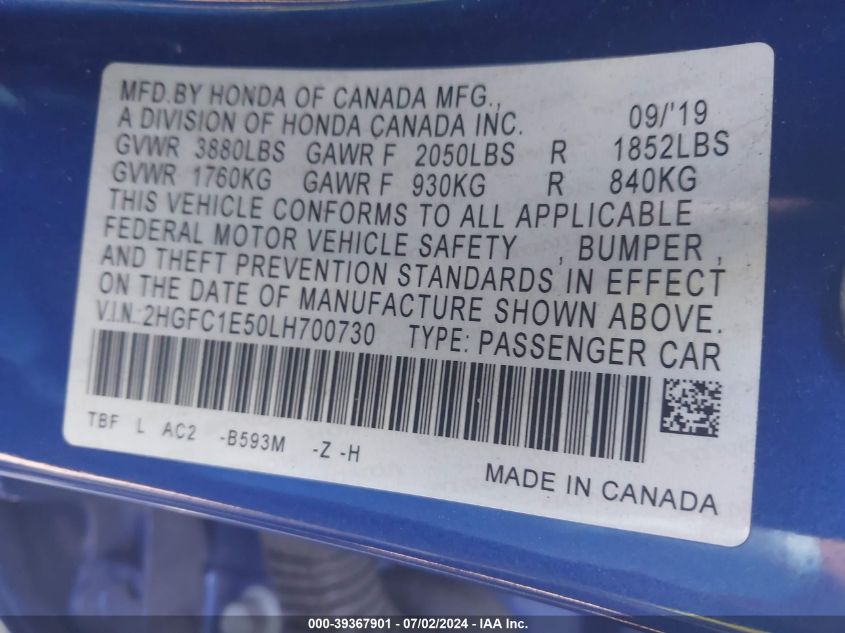 MFD.BY HONDA OF CANADA MFG.,
A DIVISION OF HONDA CANADA INC. 09/'19
GVWR 3880LBS GAWR F 2050LBS R 1852LBS
GVWR 1760KG GAWR F 930KG R 840KG
THIS VEHICLE CONFORMS TO ALL APPLICABLE
FEDERAL MOTOR VEHICLE SAFETY , BUMPER ,
AND THEFT PREVENTION STANDARDS IN EFFECT
ON THE DATE OF MANUFACTURE SHOWN ABOVE.
V.I.N.:2HGFC1E50LH700730 TYPE: PASSENGER CAR
TBF L AC2 -B593M -Z -H
MADE IN CANADA
000-39367901 - 07/02/2024 - IAA Inc.